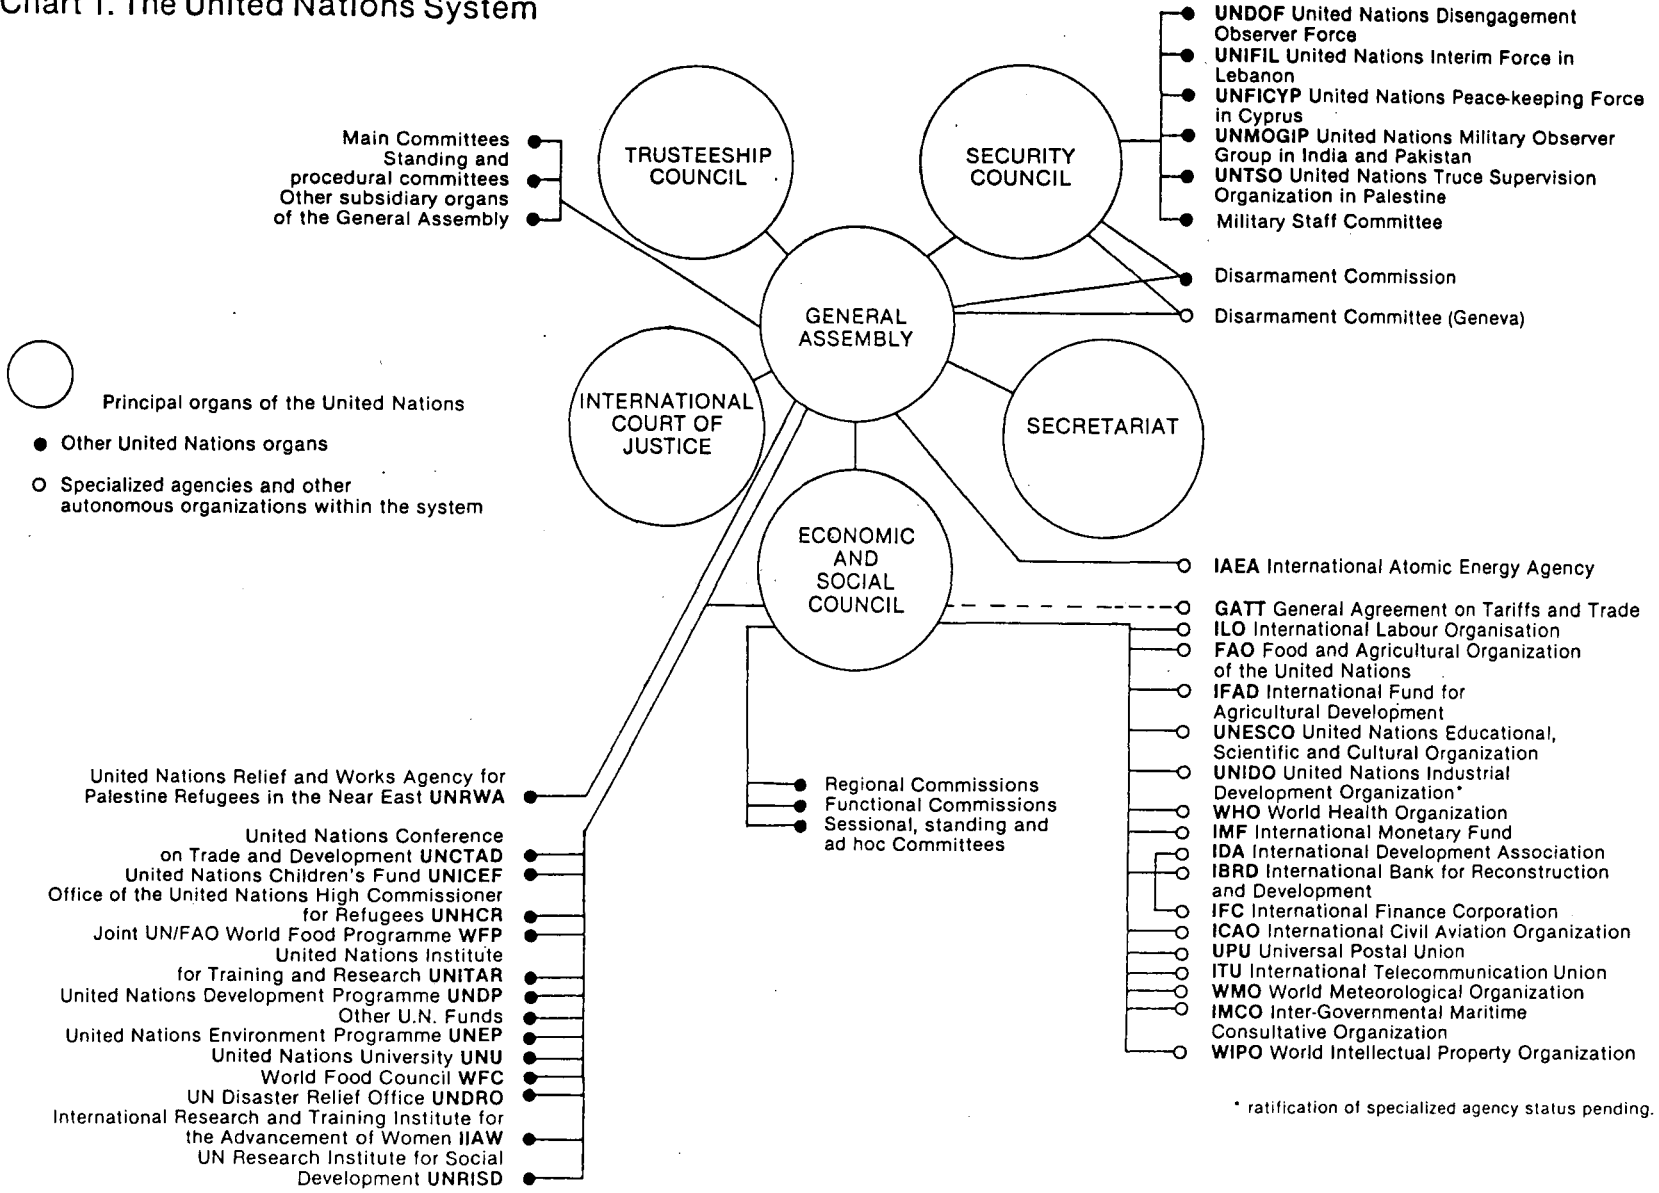 Chart 1. The United Nations System
UNDOF United Nations Disengagement
Observer Force
UNIFIL United Nations Interim Force in
Lebanon
UNFICYP United Nations Peace-keeping Force
in Cyprus
UNMOGIP United Nations Military Observer
Group in India and Pakistan
UNTSO United Nations Truce Supervision
Organization in Palestine
Military Staff Committee
Disarmament Commission
Disarmament Committee (Geneva)
Main Committees
Standing and
procedural committees
Other subsidiary organs
of the General Assembly
TRUSTEESHIP
COUNCIL
SECURITY
COUNCIL
GENERAL
ASSEMBLY
INTERNATIONAL
COURT OF
JUSTICE
SECRETARIAT
ECONOMIC
AND
SOCIAL
COUNCIL
Principal organs of the United Nations
Other United Nations organs
Specialized agencies and other
autonomous organizations within the system
IAEA International Atomic Energy Agency
GATT General Agreement on Tariffs and Trade
ILO International Labour Organisation
FAO Food and Agricultural Organization
of the United Nations
IFAD International Fund for
Agricultural Development
UNESCO United Nations Educational,
Scientific and Cultural Organization
UNIDO United Nations Industrial
Development Organization*
WHO World Health Organization
IMF International Monetary Fund
IDA International Development Association
IBRD International Bank for Reconstruction
and Development
IFC International Finance Corporation
ICAO International Civil Aviation Organization
UPU Universal Postal Union
ITU International Telecommunication Union
WMO World Meteorological Organization
IMCO Inter-Governmental Maritime
Consultative Organization
WIPO World Intellectual Property Organization
* ratification of specialized agency status pending.
Regional Commissions
Functional Commissions
Sessional, standing and
ad hoc Committees
United Nations Relief and Works Agency for
Palestine Refugees in the Near East UNRWA
United Nations Conference
on Trade and Development UNCTAD
United Nations Children's Fund UNICEF
Office of the United Nations High Commissioner
for Refugees UNHCR
Joint UN/FAO World Food Programme WFP
United Nations Institute
for Training and Research UNITAR
United Nations Development Programme UNDP
Other U.N. Funds
United Nations Environment Programme UNEP
United Nations University UNU
World Food Council WFC
UN Disaster Relief Office UNDRO
International Research and Training Institute for
the Advancement of Women IIAW
UN Research Institute for Social
Development UNRISD